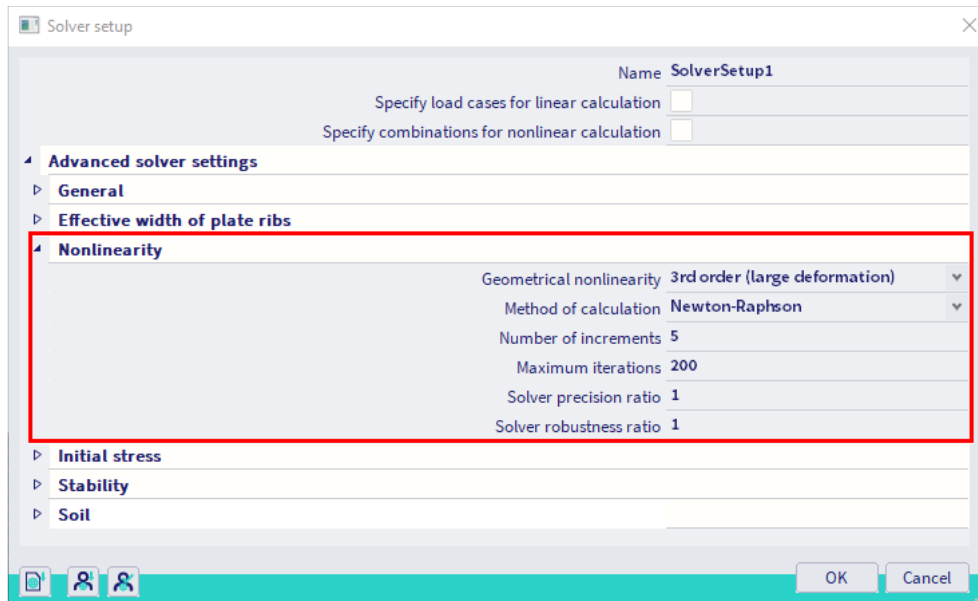 Solver setup
Name SolverSetup1
Specify load cases for linear calculation
Specify combinations for nonlinear calculation
Advanced solver settings
General
Effective width of plate ribs
Nonlinearity
Geometrical nonlinearity 3rd order (large deformation)
Method of calculation Newton-Raphson
Number of increments 5
Maximum iterations 200
Solver precision ratio 1
Solver robustness ratio 1
Initial stress
Stability
Soil
OK Cancel